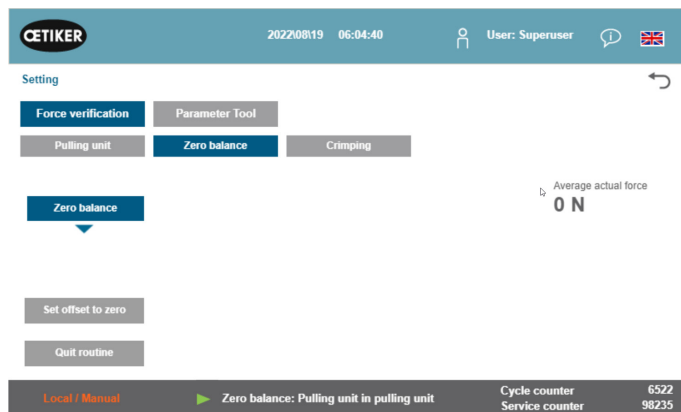 ŒTIKER
2022\08\19 06:04:40
User: Superuser
i
Setting
Force verification Parameter Tool
Pulling unit Zero balance Crimping
Average actual force
Zero balance 0 N
Set offset to zero
Quit routine
Local / Manual Zero balance: Pulling unit in pulling unit
Cycle counter 6522
Service counter 98235